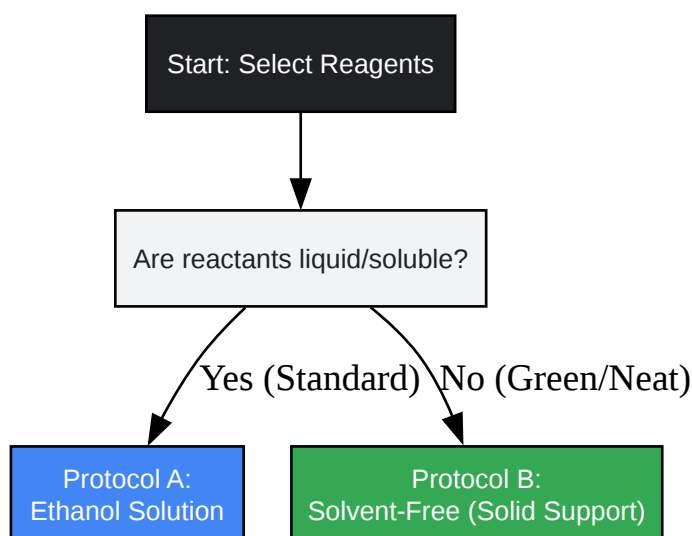 Start: Select Reagents
Are reactants liquid/soluble?
Yes (Standard)
No (Green/Neat)
Protocol A:
Ethanol Solution
Protocol B:
Solvent-Free (Solid Support)